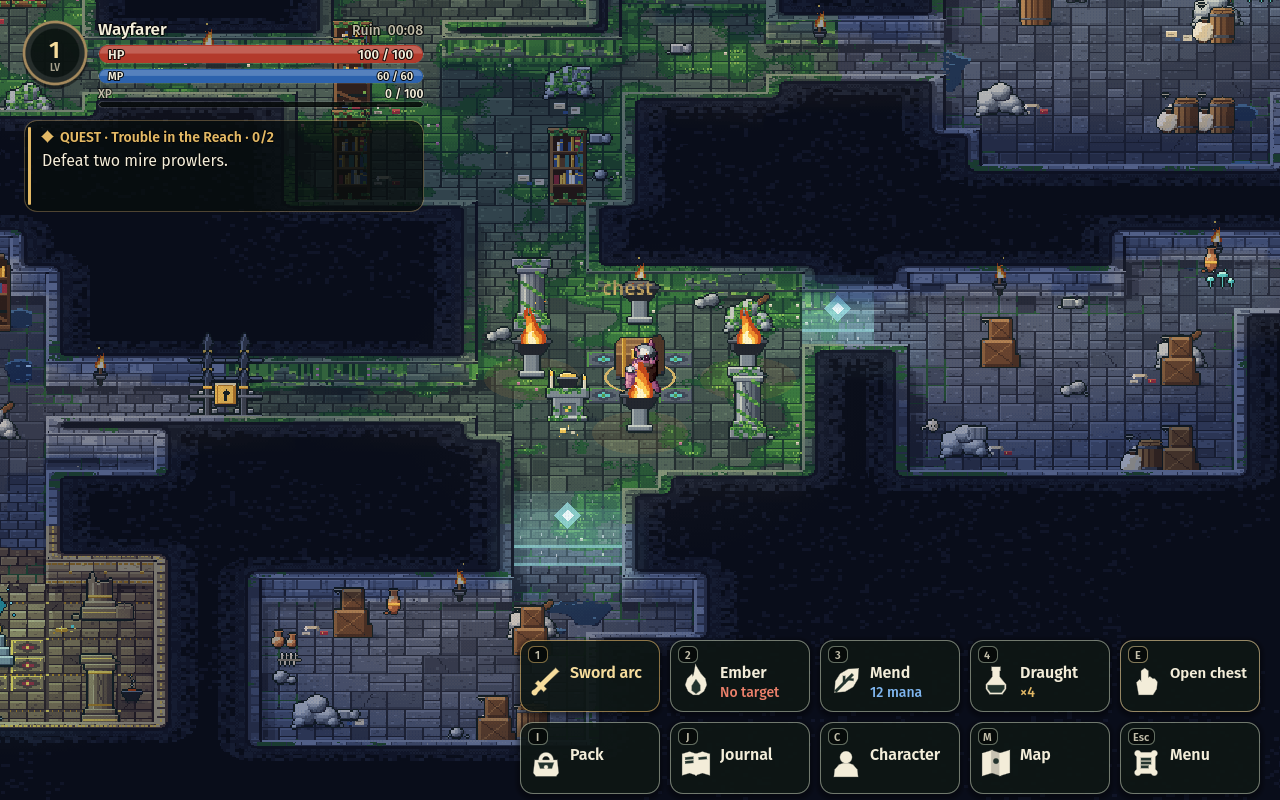 1
LV
Wayfarer
Ruin 00:08
HP
100 / 100
MP
60 / 60
XP
0 / 100
QUEST · Trouble in the Reach · 0/2
Defeat two mire prowlers.
chest
1
Sword arc
2
Ember
No target
3
Mend
12 mana
4
Draught
×4
E
Open chest
I
Pack
J
Journal
C
Character
M
Map
Esc
Menu